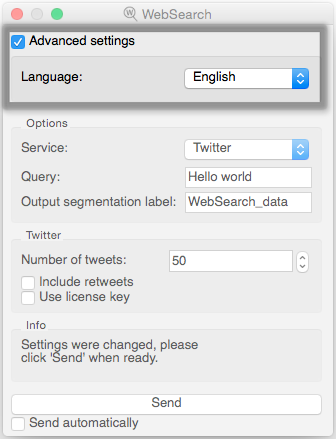 WebSearch
Advanced settings
Language: English
Options
Service: Twitter
Query: Hello world
Output segmentation label: WebSearch_data
Twitter
Number of tweets: 50
Include retweets
Use license key
Info
Settings were changed, please
click 'Send' when ready.
Send
Send automatically